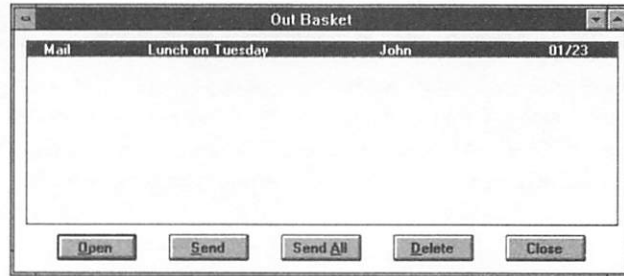 Out Basket
Mail Lunch on Tuesday John 01/23
Open Send Send All Delete Close